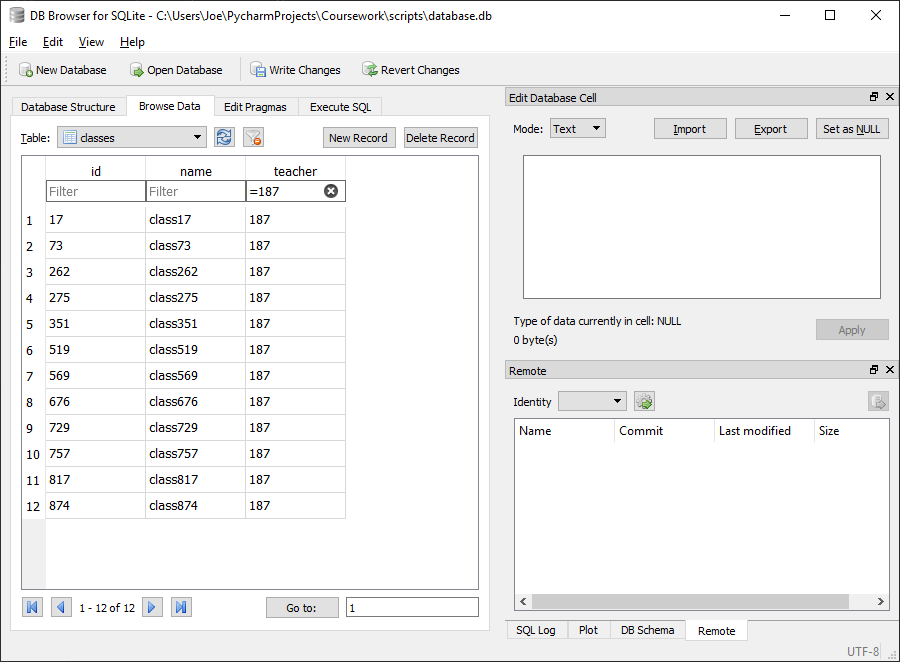 DB Browser for SQLite - C:\Users\Joe\PycharmProjects\Coursework\scripts\database.db
File Edit View Help
New Database Open Database Write Changes Revert Changes
Database Structure Browse Data Edit Pragmas Execute SQL
Table: classes New Record Delete Record
id name teacher
Filter Filter =187
1 17 class17 187
2 73 class73 187
3 262 class262 187
4 275 class275 187
5 351 class351 187
6 519 class519 187
7 569 class569 187
8 676 class676 187
9 729 class729 187
10 757 class757 187
11 817 class817 187
12 874 class874 187
1 - 12 of 12 Go to: 1
Edit Database Cell
Mode: Text Import Export Set as NULL
Type of data currently in cell: NULL
0 byte(s)
Apply
Remote
Identity
Name Commit Last modified Size
SQL Log Plot DB Schema Remote
UTF-8